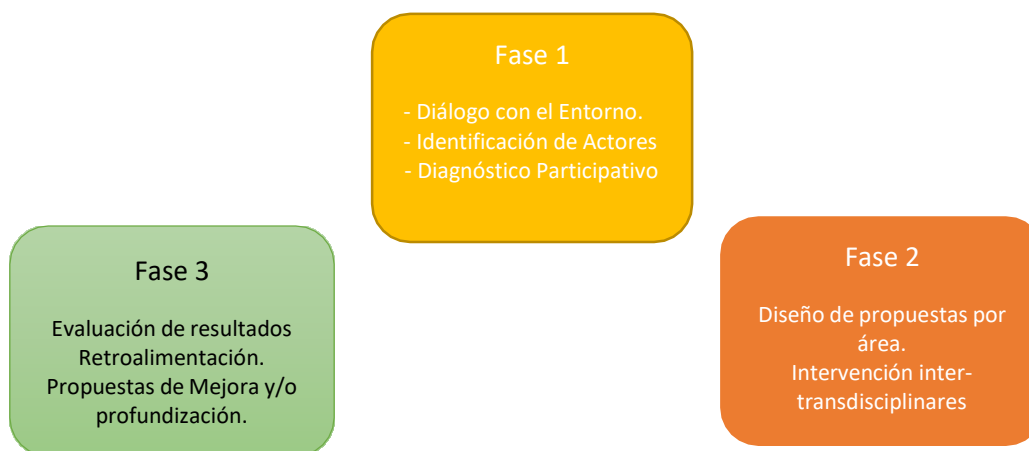 Fase 1
- Diálogo con el Entorno.
- Identificación de Actores
- Diagnóstico Participativo
Fase 3
Evaluación de resultados
Retroalimentación.
Propuestas de Mejora y/o
profundización.
Fase 2
Diseño de propuestas por
área.
Intervención inter-
transdisciplinares